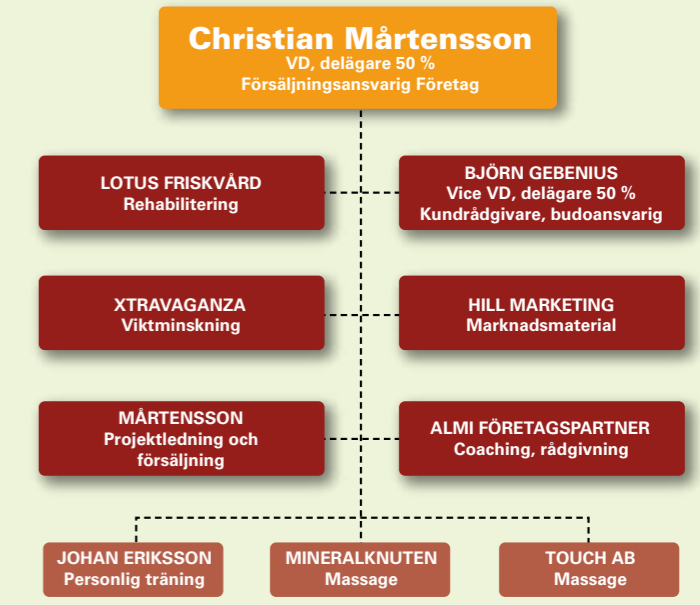 Christian Mårtensson
VD, delägare 50 %
Försäljningsansvarig Företag
LOTUS FRISKVÅRD
Rehabilitering
BJÖRN GEBENIUS
Vice VD, delägare 50 %
Kundrådgivare, budoansvarig
XTRAVAGANZA
Viktminskning
HILL MARKETING
Marknadsmaterial
MÅRTENSSON
Projektledning och
försäljning
ALMI FÖRETAGSPARTNER
Coaching, rådgivning
JOHAN ERIKSSON
Personlig träning
MINERALKNUTEN
Massage
TOUCH AB
Massage